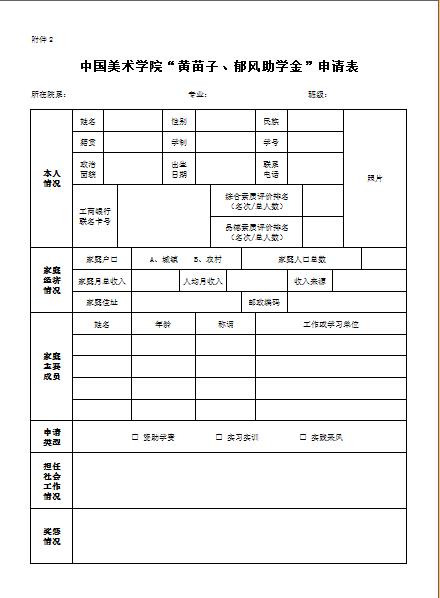 附件2
中国美术学院“黄苗子、郁风助学金”申请表
所在院系： 专业： 班级：
本人
情况
姓名 性别 民族
籍贯 学制 学号
政治
面貌
出生
日期
联系
电话
照片
工商银行
联名卡号
综合素质评价排名
（名次/总人数）
品德素质评价排名
（名次/总人数）
家庭
经济
情况
家庭户口 A、城镇 B、农村 家庭人口总数
家庭月总收入 人均月收入 收入来源
家庭住址 邮政编码
家庭
主要
成员
姓名 年龄 称谓 工作或学习单位
申请
类型
□ 资助学费 □ 实习实训 □ 实践采风
担任
社会
工作
情况
奖惩
情况